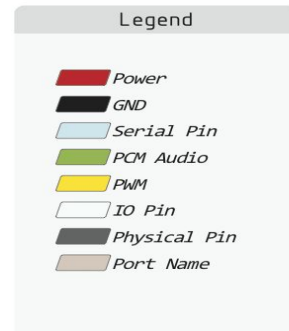 Legend
Power
GND
Serial Pin
PCM Audio
PWM
IO Pin
Physical Pin
Port Name